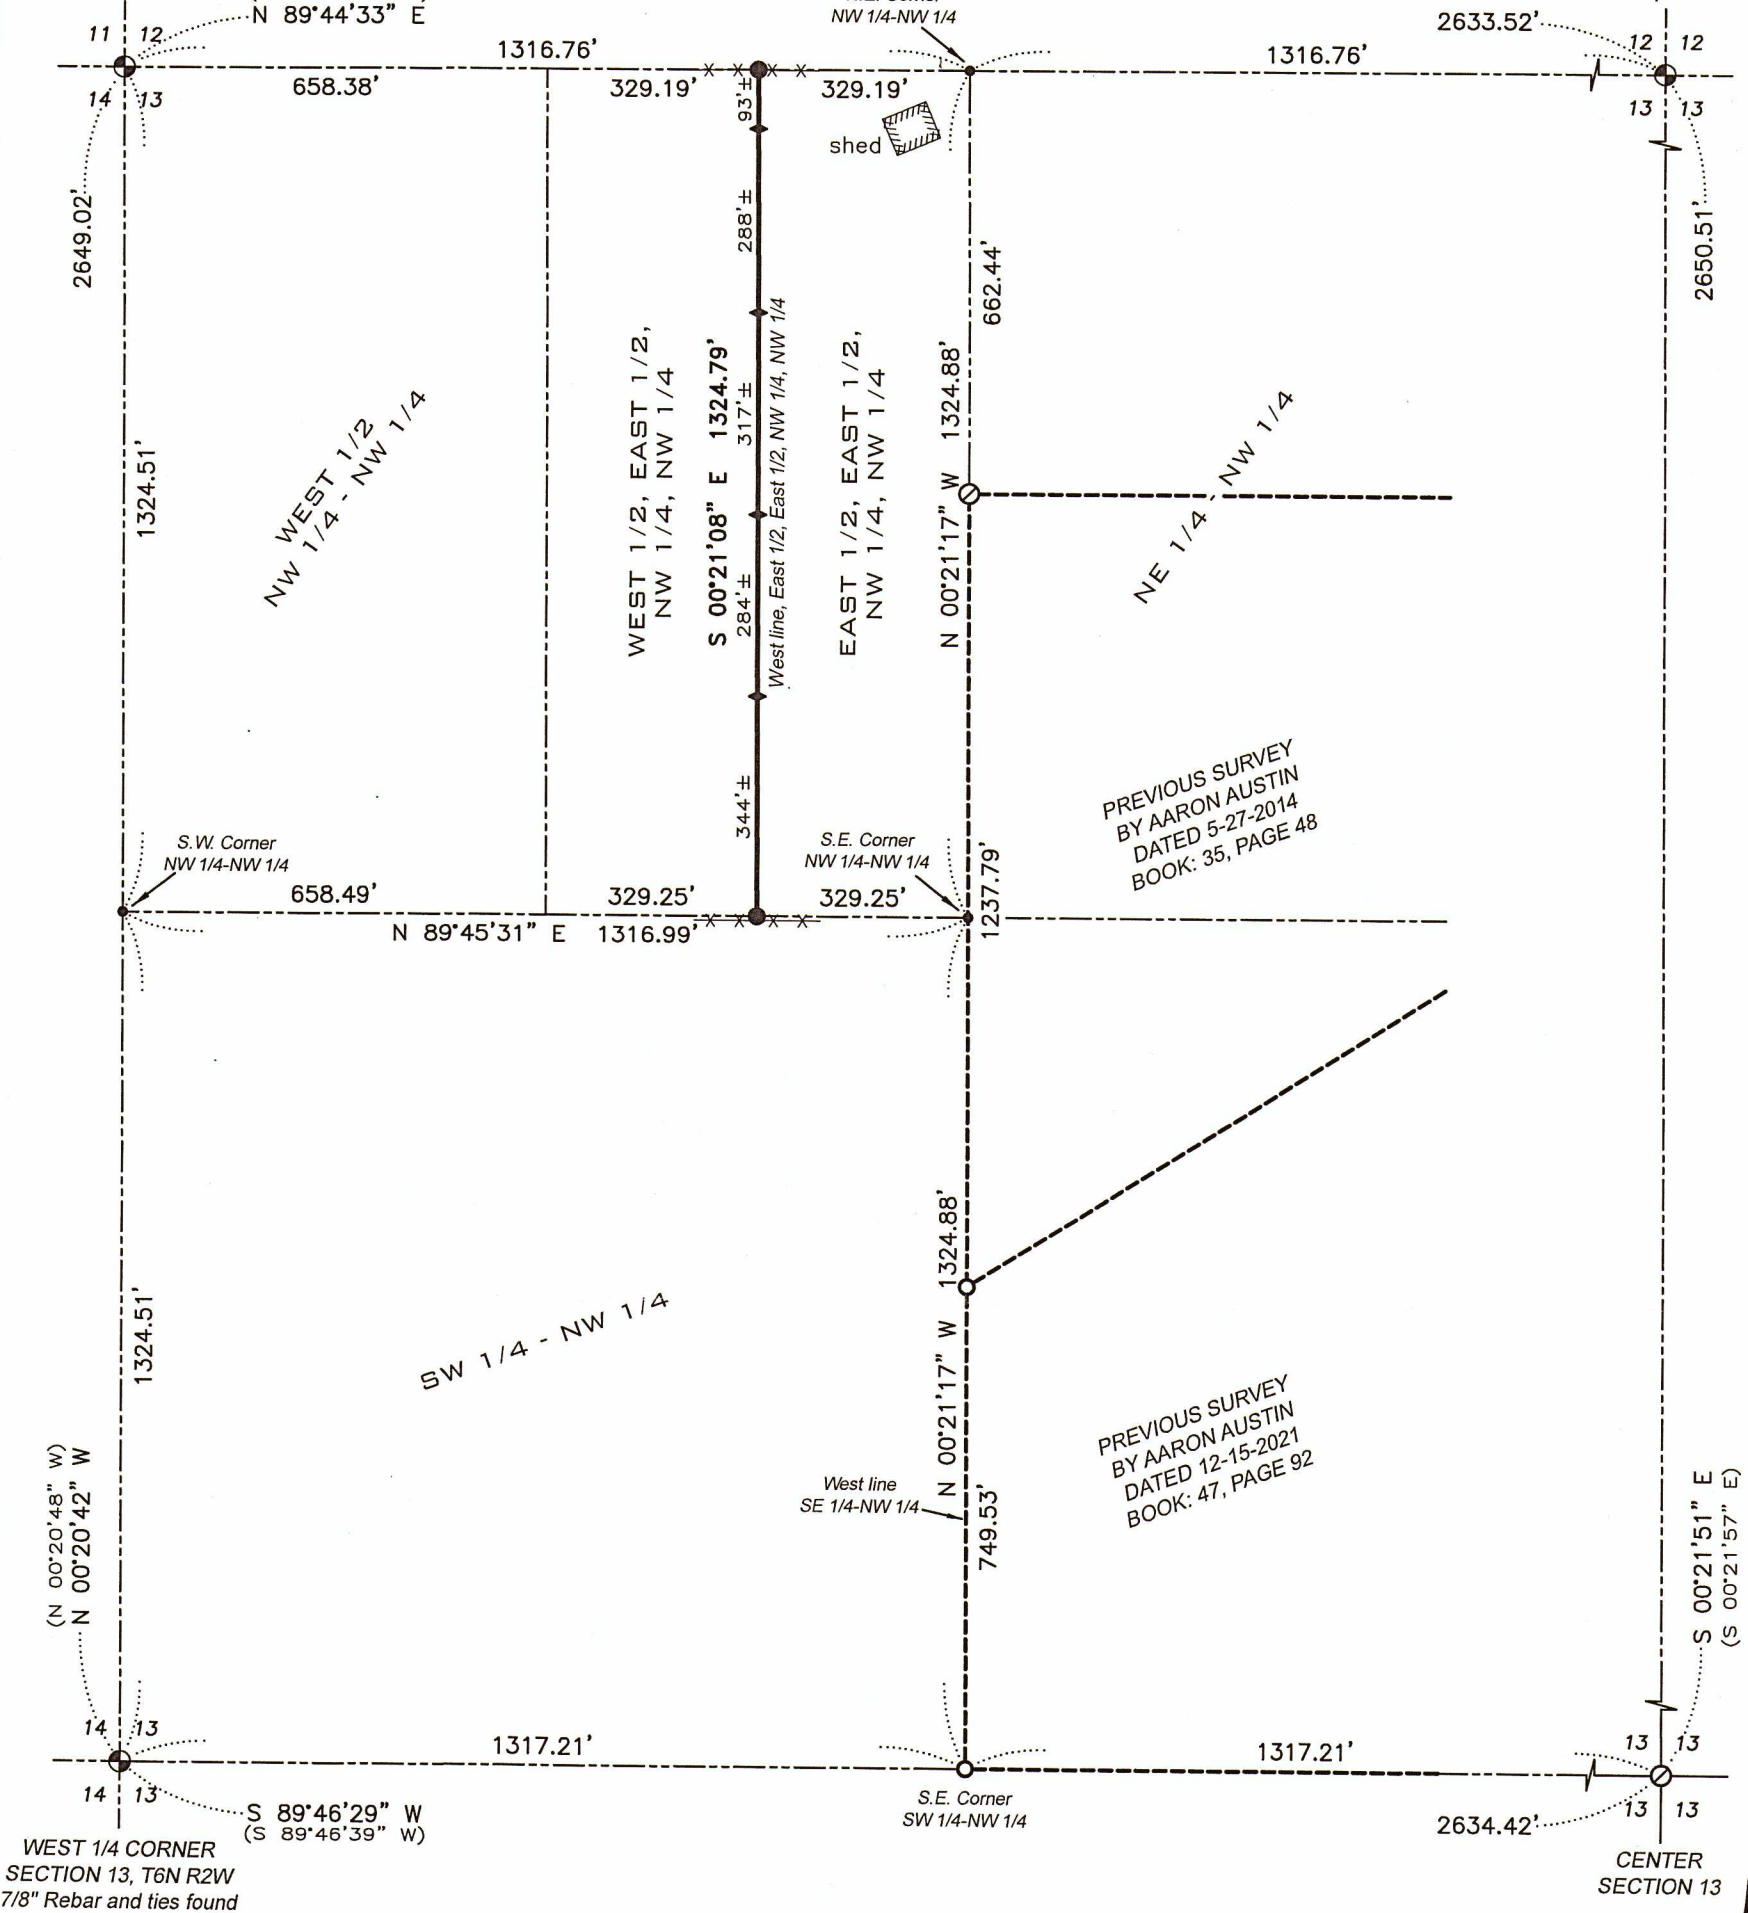 N 89°44'33" E
NW 1/4-NW 1/4
2633.52'
11 12
14 13
12 12
13 13
1316.76'
1316.76'
658.38'
329.19'
329.19'
93'±
shed
2649.02'
288'±
662.44'
2650.51'
1324.51'
WEST 1/2
NW 1/4 - NW 1/4
WEST 1/2, EAST 1/2,
NW 1/4, NW 1/4
S 00°21'08" E 1324.79'
317'±
284'±
344'±
West line, East 1/2, East 1/2, NW 1/4, NW 1/4
EAST 1/2, EAST 1/2,
NW 1/4, NW 1/4
N 00°21'17" W 1324.88'
NE 1/4 - NW 1/4
PREVIOUS SURVEY
BY AARON AUSTIN
DATED 5-27-2014
BOOK: 35, PAGE 48
S.W. Corner
NW 1/4-NW 1/4
S.E. Corner
NW 1/4-NW 1/4
658.49'
329.25'
329.25'
N 89°45'31" E 1316.99'
1237.79'
1324.51'
SW 1/4 - NW 1/4
N 00°21'17" W 1324.88'
West line
SE 1/4-NW 1/4
749.53'
PREVIOUS SURVEY
BY AARON AUSTIN
DATED 12-15-2021
BOOK: 47, PAGE 92
(N 00°20'48" W)
N 00°20'42" W
S 00°21'51" E
(S 00°21'57" E)
14 13
14 13
13 13
13 13
1317.21'
1317.21'
S 89°46'29" W
(S 89°46'39" W)
S.E. Corner
SW 1/4-NW 1/4
2634.42'
WEST 1/4 CORNER
SECTION 13, T6N R2W
7/8" Rebar and ties found
CENTER
SECTION 13